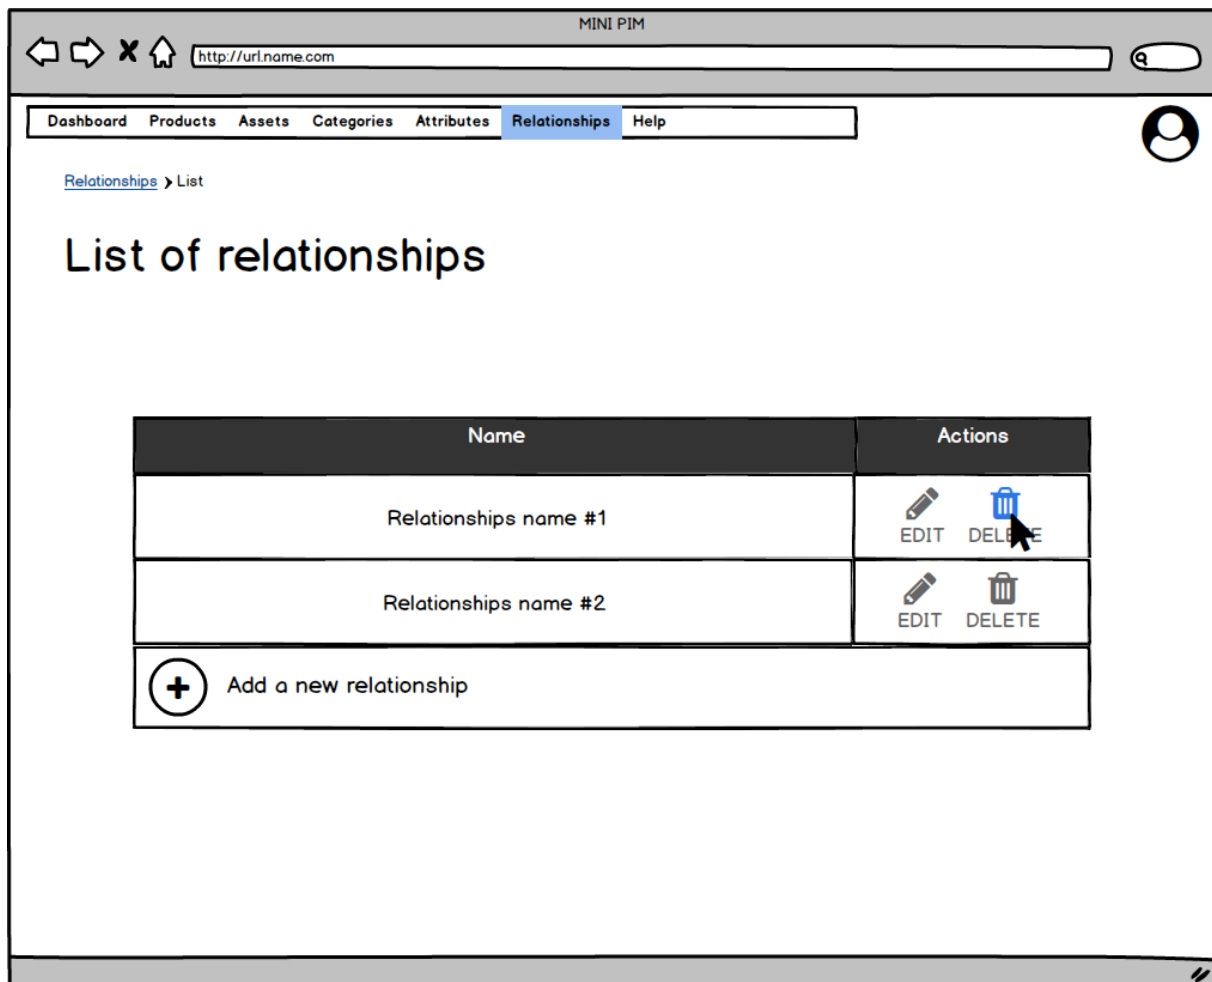 MINI PIM
http://url.name.com
Dashboard Products Assets Categories Attributes Relationships Help
Relationships > List
List of relationships
Name Actions
Relationships name #1
EDIT DELETE
Relationships name #2
EDIT DELETE
Add a new relationship